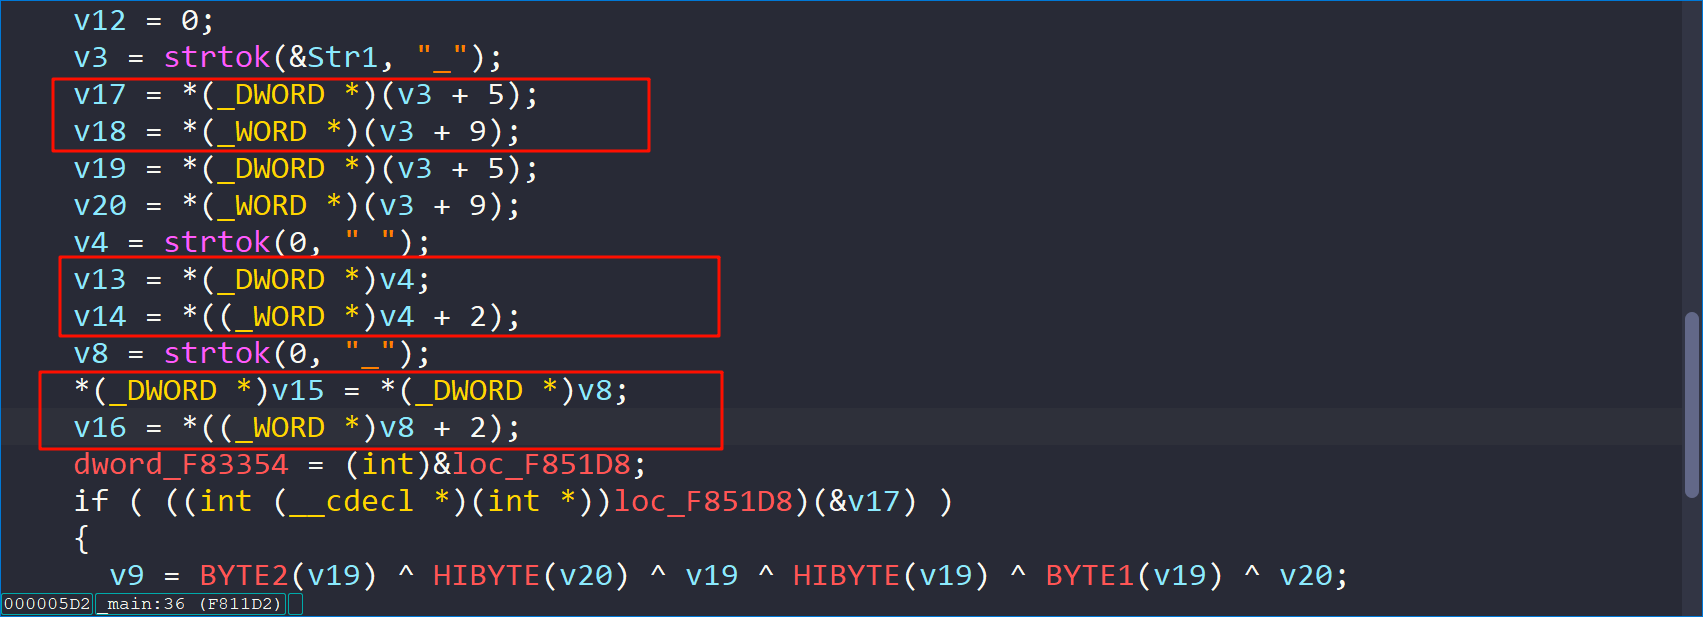 v12 = 0;
v3 = strtok(&Str1, "_");
v17 = *(_DWORD *)(v3 + 5);
v18 = *(_WORD *)(v3 + 9);
v19 = *(_DWORD *)(v3 + 5);
v20 = *(_WORD *)(v3 + 9);
v4 = strtok(0, " ");
v13 = *(_DWORD *)v4;
v14 = *((_WORD *)v4 + 2);
v8 = strtok(0, "_");
*(_DWORD *)v15 = *(_DWORD *)v8;
v16 = *((_WORD *)v8 + 2);
dword_F83354 = (int)&loc_F851D8;
if ( ((int (__cdecl *)(int *))loc_F851D8)(&v17) )
{
v9 = BYTE2(v19) ^ HIBYTE(v20) ^ v19 ^ HIBYTE(v19) ^ BYTE1(v19) ^ v20;
000005D2 _main:36 (F811D2)